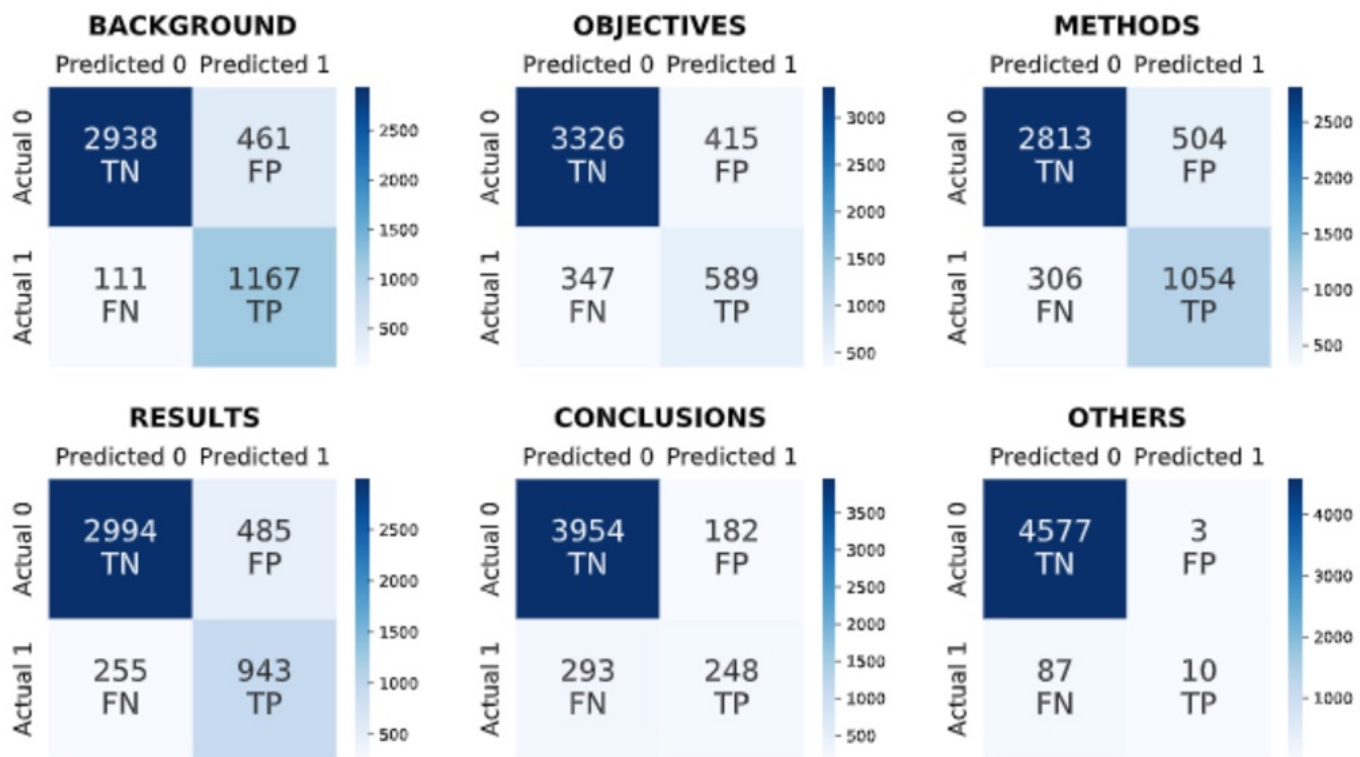 BACKGROUND OBJECTIVES METHODS
Predicted 0 Predicted 1 Predicted 0 Predicted 1 Predicted 0 Predicted 1
Actual 0 2938 461 2500 Actual 0 3326 415 3000 Actual 0 2813 504 2500
TN FP 2000 TN FP 2500 TN FP 2000
1500 2000 1500
Actual 1 111 1167 1000 Actual 1 347 589 1500 Actual 1 306 1054 1000
FN TP 500 FN TP 1000 FN TP 500
500
RESULTS CONCLUSIONS OTHERS
Predicted 0 Predicted 1 Predicted 0 Predicted 1 Predicted 0 Predicted 1
Actual 0 2994 485 2500 Actual 0 3954 182 3500 Actual 0 4577 3 4000
TN FP 2000 TN FP 3000 TN FP 3000
1500 2500 2000
2000
Actual 1 255 943 1000 Actual 1 293 248 1500 Actual 1 87 10 1000
FN TP 500 FN TP 1000 FN TP
500